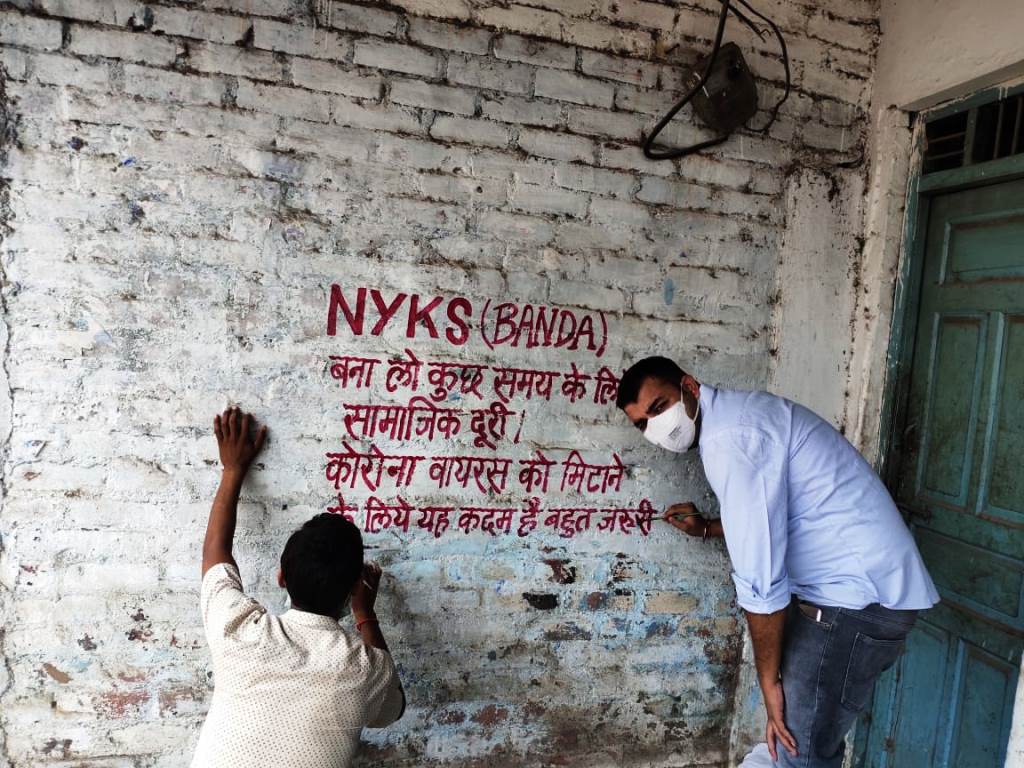 NYKS (BANDA)
बना लो कुछ समय के लि
सामाजिक दूरी।
कोरोना वायरस को मिटाने
के लिये यह कदम है बहुत जरुरी